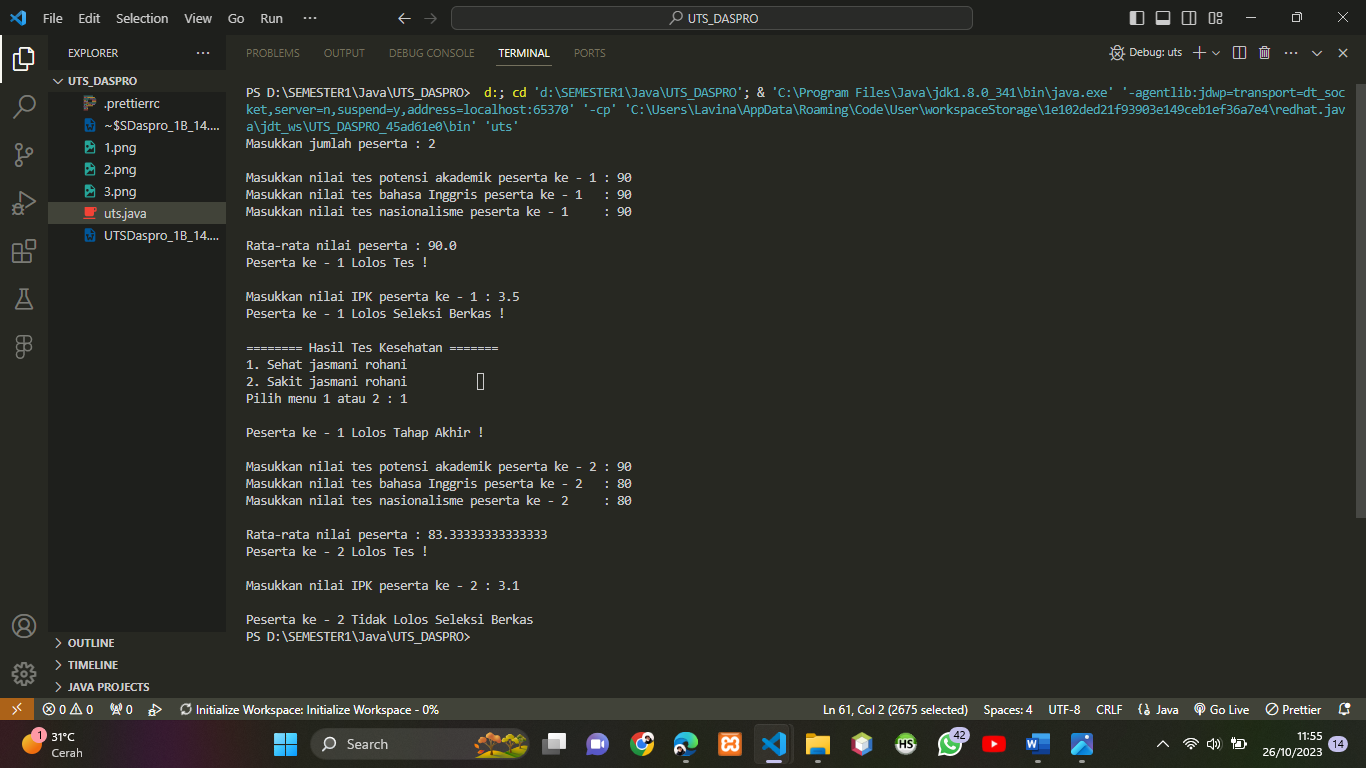 File Edit Selection View Go Run ···
UTS_DASPRO
EXPLORER ···
UTS_DASPRO
.prettierrc
~$SDaspro_1B_14....
1.png
2.png
3.png
uts.java
UTSDaspro_1B_14....
OUTLINE
TIMELINE
JAVA PROJECTS
PROBLEMS OUTPUT DEBUG CONSOLE TERMINAL PORTS
Debug: uts
PS D:\SEMESTER1\Java\UTS_DASPRO> d:; cd 'd:\SEMESTER1\Java\UTS_DASPRO'; & 'C:\Program Files\Java\jdk1.8.0_341\bin\java.exe' '-agentlib:jdwp=transport=dt_soc
ket,server=n,suspend=y,address=localhost:65370' '-cp' 'C:\Users\Lavina\AppData\Roaming\Code\User\workspaceStorage\1e102ded21f93903e149ceb1ef36a7e4\redhat.jav
a\jdt_ws\UTS_DASPRO_45ad61e0\bin' 'uts'
Masukkan jumlah peserta : 2
Masukkan nilai tes potensi akademik peserta ke - 1 : 90
Masukkan nilai tes bahasa Inggris peserta ke - 1 : 90
Masukkan nilai tes nasionalisme peserta ke - 1 : 90
Rata-rata nilai peserta : 90.0
Peserta ke - 1 Lolos Tes !
Masukkan nilai IPK peserta ke - 1 : 3.5
Peserta ke - 1 Lolos Seleksi Berkas !
======== Hasil Tes Kesehatan =======
1. Sehat jasmani rohani
2. Sakit jasmani rohani
Pilih menu 1 atau 2 : 1
Peserta ke - 1 Lolos Tahap Akhir !
Masukkan nilai tes potensi akademik peserta ke - 2 : 90
Masukkan nilai tes bahasa Inggris peserta ke - 2 : 80
Masukkan nilai tes nasionalisme peserta ke - 2 : 80
Rata-rata nilai peserta : 83.33333333333333
Peserta ke - 2 Lolos Tes !
Masukkan nilai IPK peserta ke - 2 : 3.1
Peserta ke - 2 Tidak Lolos Seleksi Berkas
PS D:\SEMESTER1\Java\UTS_DASPRO>
0 0 0 Initialize Workspace: Initialize Workspace - 0% Ln 61, Col 2 (2675 selected) Spaces: 4 UTF-8 CRLF {} Java Go Live Prettier
1 31°C
Cerah
Search
HS
42
11:55
26/10/2023
14